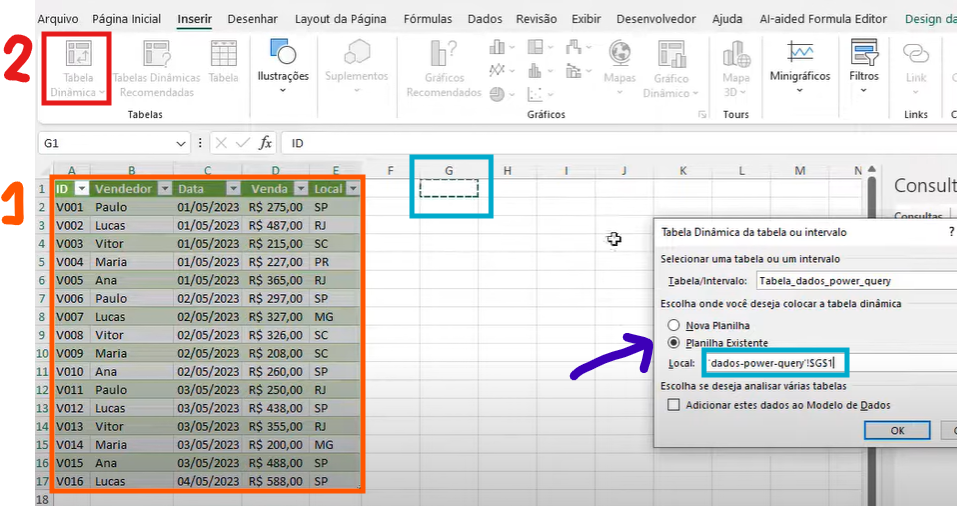 Arquivo Página Inicial Inserir Desenhar Layout da Página Fórmulas Dados Revisão Exibir Desenvolvedor Ajuda AI-aided Formula Editor Design da
2
Tabela Dinâmica
Tabelas Dinâmicas Recomendadas
Tabela
Ilustrações
Suplementos
Gráficos Recomendados
Mapas
Gráfico Dinâmico
Mapa 3D
Minigráficos
Filtros
Link
Tabelas Gráficos Tours Links
G1 fx ID
A B C D E F G H I J K L M N
1
1 ID Vendedor Data Venda Local
2 V001 Paulo 01/05/2023 R$ 275,00 SP
3 V002 Lucas 01/05/2023 R$ 487,00 RJ
4 V003 Vitor 01/05/2023 R$ 215,00 SC
5 V004 Maria 01/05/2023 R$ 227,00 PR
6 V005 Ana 01/05/2023 R$ 365,00 RJ
7 V006 Paulo 02/05/2023 R$ 297,00 SP
8 V007 Lucas 02/05/2023 R$ 327,00 MG
9 V008 Vitor 02/05/2023 R$ 326,00 SC
10 V009 Maria 02/05/2023 R$ 208,00 SC
11 V010 Ana 02/05/2023 R$ 260,00 SP
12 V011 Paulo 03/05/2023 R$ 250,00 RJ
13 V012 Lucas 03/05/2023 R$ 438,00 SP
14 V013 Vitor 03/05/2023 R$ 355,00 RJ
15 V014 Maria 03/05/2023 R$ 200,00 MG
16 V015 Ana 03/05/2023 R$ 488,00 SP
17 V016 Lucas 04/05/2023 R$ 588,00 SP
18
Consult
Consultas
Tabela Dinâmica da tabela ou intervalo ?
Selecionar uma tabela ou um intervalo
Tabela/Intervalo: Tabela_dados_power_query
Escolha onde você deseja colocar a tabela dinâmica
Nova Planilha
Planilha Existente
Local: 'dados-power-query'!$G$1
Escolha se deseja analisar várias tabelas
Adicionar estes dados ao Modelo de Dados
OK